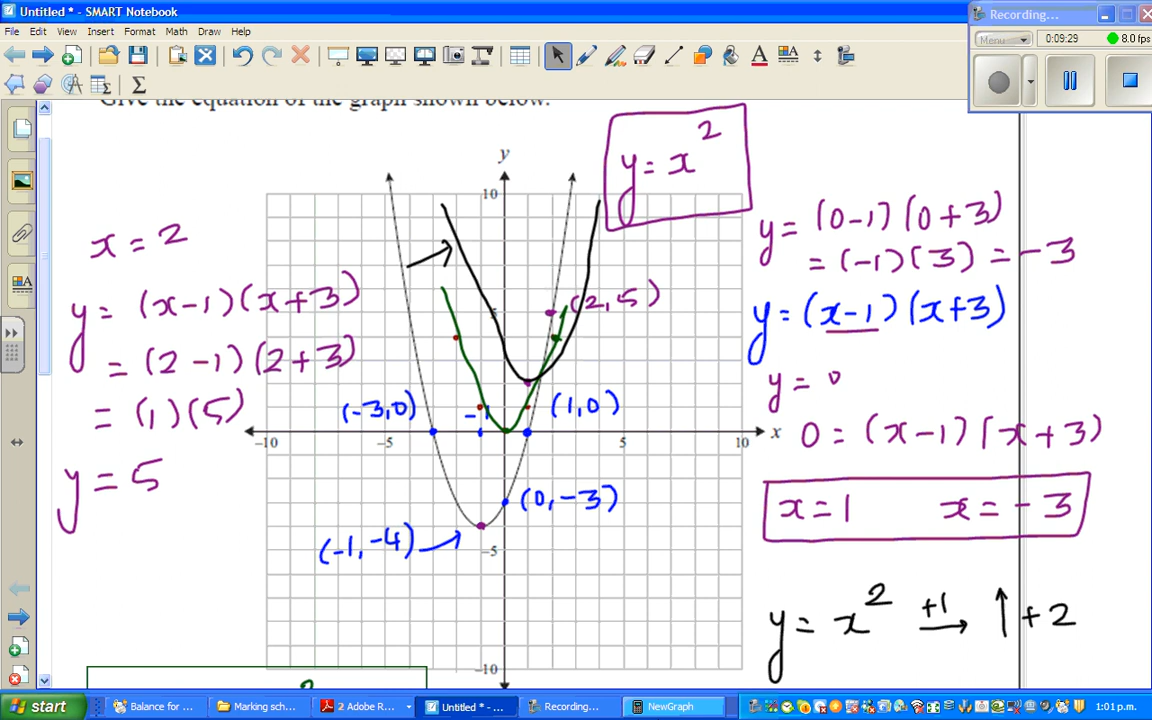 Untitled * - SMART Notebook
File Edit View Insert Format Math Draw Help
Recording...
Menu
0:09:29
8.0 fps
Give the equation of the graph shown below.
y = x²
y
10
5
-5
-10
-10
-5
5
10
x
x = 2
y = (x-1)(x+3)
= (2-1)(2+3)
= (1)(5)
y = 5
(2,5)
(-3,0)
-1
(1,0)
(0,-3)
(-1,-4)
y = (0-1)(0+3)
= (-1)(3) = -3
y = (x-1)(x+3)
y = 0
0 = (x-1)(x+3)
x=1 x=-3
y = x² +1 → ↑ +2
2
start
Balance for ...
Marking sch...
2 Adobe R...
Untitled * - ...
Recording...
NewGraph
1:01 p.m.